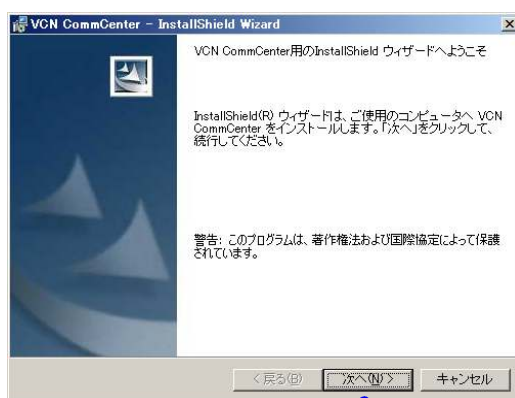 VCN CommCenter - InstallShield Wizard
VCN CommCenter用のInstallShield ウィザードへようこそ
InstallShield(R) ウィザードは、ご使用のコンピュータへ VCN
CommCenter をインストールします。「次へ」をクリックして、
続行してください。
警告: このプログラムは、著作権法および国際協定によって保護
されています。
< 戻る(B)
次へ(N) >
キャンセル